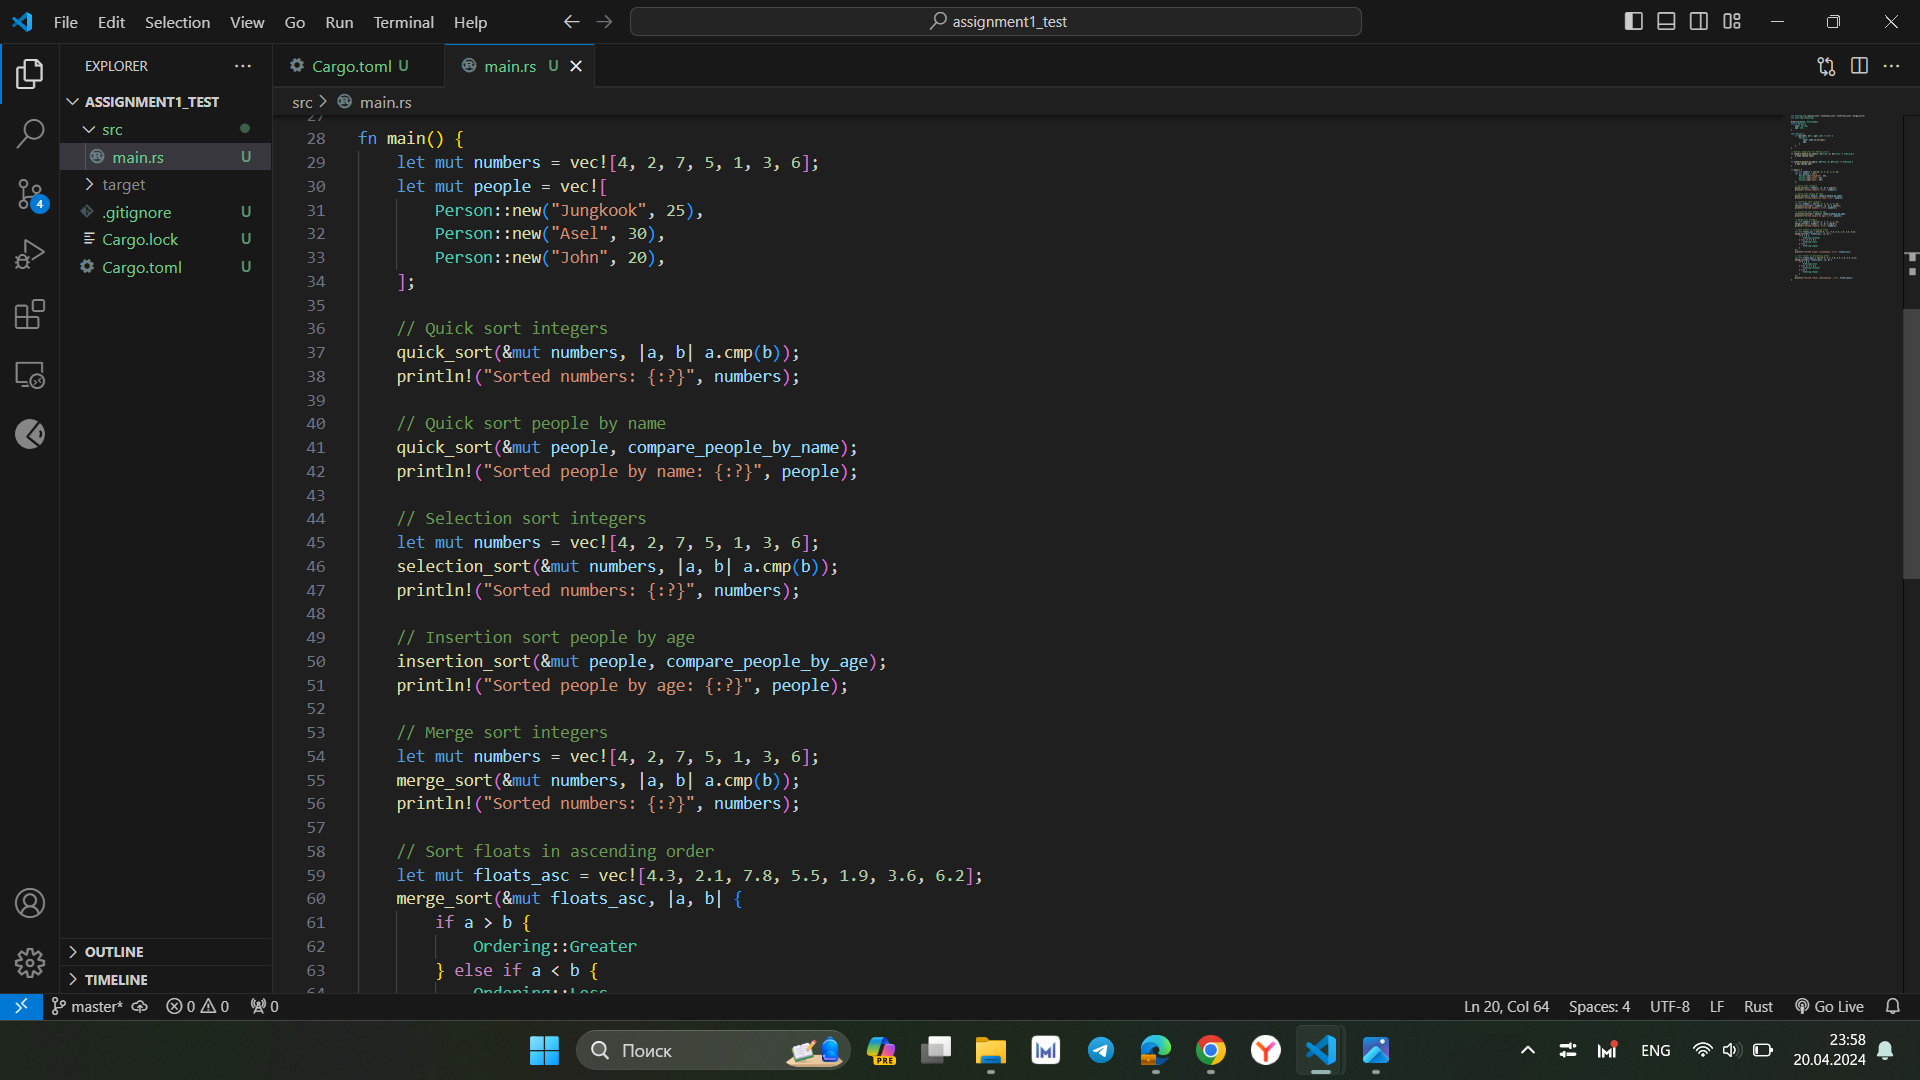 File Edit Selection View Go Run Terminal Help
assignment1_test
EXPLORER
ASSIGNMENT1_TEST
src
main.rs U
target
.gitignore U
Cargo.lock U
Cargo.toml U
OUTLINE
TIMELINE
4
Cargo.toml U
main.rs U
src > main.rs
27
28 fn main() {
29 let mut numbers = vec![4, 2, 7, 5, 1, 3, 6];
30 let mut people = vec![
31 Person::new("Jungkook", 25),
32 Person::new("Asel", 30),
33 Person::new("John", 20),
34 ];
35
36 // Quick sort integers
37 quick_sort(&mut numbers, |a, b| a.cmp(b));
38 println!("Sorted numbers: {:?}", numbers);
39
40 // Quick sort people by name
41 quick_sort(&mut people, compare_people_by_name);
42 println!("Sorted people by name: {:?}", people);
43
44 // Selection sort integers
45 let mut numbers = vec![4, 2, 7, 5, 1, 3, 6];
46 selection_sort(&mut numbers, |a, b| a.cmp(b));
47 println!("Sorted numbers: {:?}", numbers);
48
49 // Insertion sort people by age
50 insertion_sort(&mut people, compare_people_by_age);
51 println!("Sorted people by age: {:?}", people);
52
53 // Merge sort integers
54 let mut numbers = vec![4, 2, 7, 5, 1, 3, 6];
55 merge_sort(&mut numbers, |a, b| a.cmp(b));
56 println!("Sorted numbers: {:?}", numbers);
57
58 // Sort floats in ascending order
59 let mut floats_asc = vec![4.3, 2.1, 7.8, 5.5, 1.9, 3.6, 6.2];
60 merge_sort(&mut floats_asc, |a, b| {
61 if a > b {
62 Ordering::Greater
63 } else if a < b {
64 Ordering::Less
master* 0 0 0
Ln 20, Col 64 Spaces: 4 UTF-8 LF Rust Go Live
Поиск
PRE
ENG
23:58
20.04.2024